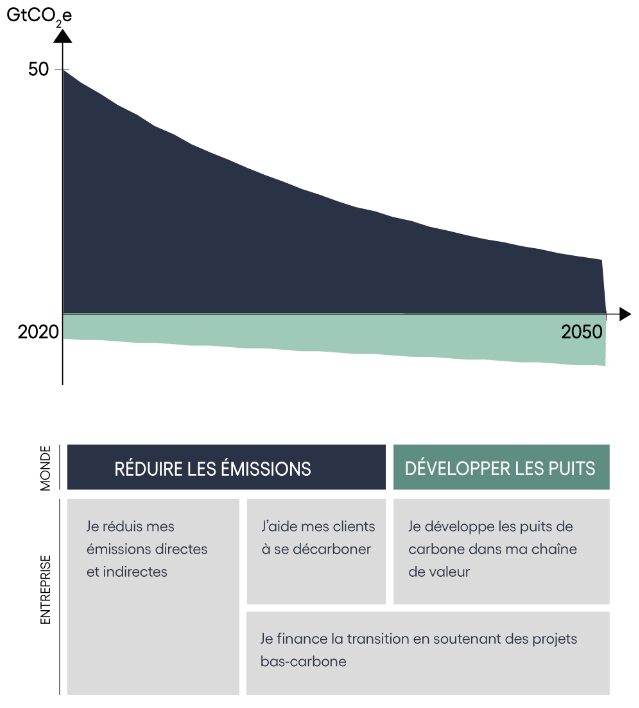 GtCO₂e
50
2020
2050
MONDE
RÉDUIRE LES ÉMISSIONS
DÉVELOPPER LES PUITS
ENTREPRISE
Je réduis mes
émissions directes
et indirectes
J'aide mes clients
à se décarboner
Je développe les puits de
carbone dans ma chaîne
de valeur
Je finance la transition en soutenant des projets
bas-carbone